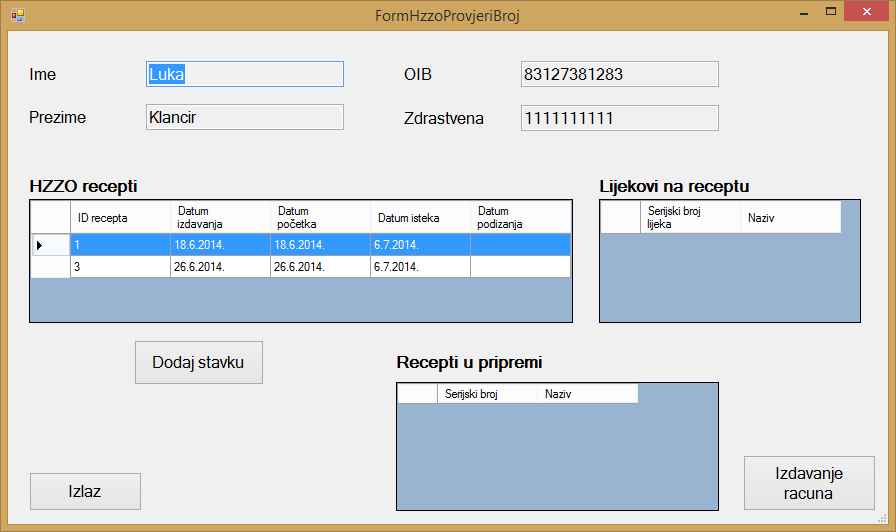 FormHzzoProvjeriBroj
Ime
Luka
OIB
83127381283
Prezime
Klancir
Zdrastvena
1111111111
HZZO recepti
ID recepta
Datum
izdavanja
Datum
početka
Datum isteka
Datum
podizanja
1
18.6.2014.
18.6.2014.
6.7.2014.
3
26.6.2014.
26.6.2014.
6.7.2014.
Lijekovi na receptu
Serijski broj
lijeka
Naziv
Dodaj stavku
Recepti u pripremi
Serijski broj
Naziv
Izlaz
Izdavanje
racuna